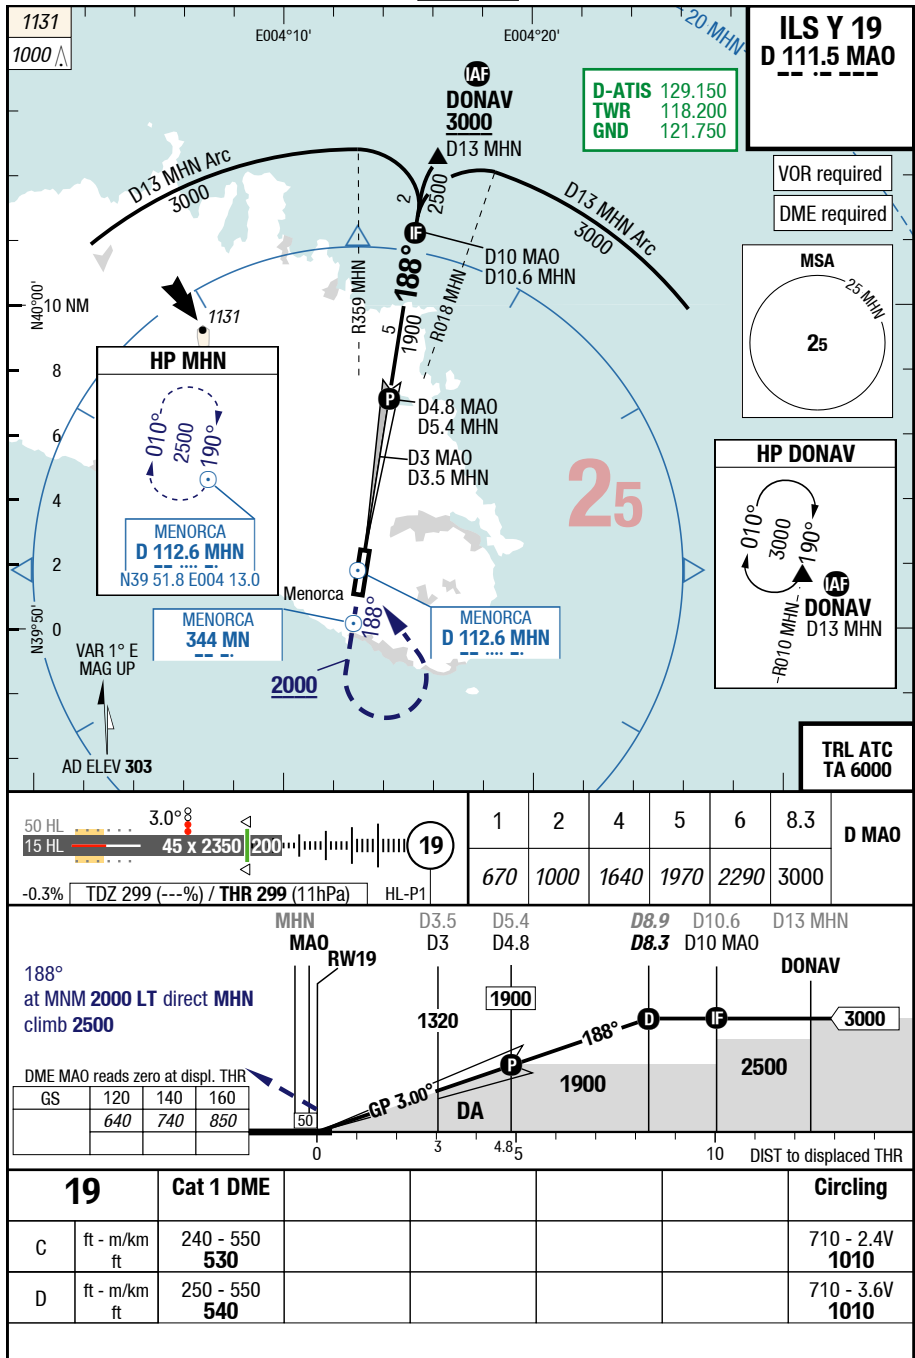 1131
1000
E004°10'
E004°20'
20 MHN
ILS Y 19
D 111.5 MAO
D-ATIS 129.150
TWR 118.200
GND 121.750
IAF
DONAV
3000
D13 MHN
VOR required
DME required
D13 MHN Arc
3000
2
2500
D13 MHN Arc
3000
IF
D10 MAO
D10.6 MHN
188°
R359 MHN
R018 MHN
MSA
25 MHN
25
N40°00'
10 NM
1131
5
1900
HP MHN
010°
2500
190°
MENORCA
D 112.6 MHN
N39 51.8 E004 13.0
8
6
4
2
0
P
D4.8 MAO
D5.4 MHN
D3 MAO
D3.5 MHN
25
HP DONAV
010°
3000
190°
IAF
DONAV
D13 MHN
R010 MHN
Menorca
MENORCA
344 MN
188°
MENORCA
D 112.6 MHN
N39°50'
VAR 1° E
MAG UP
2000
AD ELEV 303
TRL ATC
TA 6000
50 HL
15 HL
3.0°
45 x 2350
200
19
-0.3%
TDZ 299 (---%) / THR 299 (11hPa)
HL-P1
1 2 4 5 6 8.3 D MAO
670 1000 1640 1970 2290 3000
MHN D3.5 D5.4 D8.9 D10.6 D13 MHN
MAO D3 D4.8 D8.3 D10 MAO
RW19
DONAV
188°
at MNM 2000 LT direct MHN
climb 2500
1900
1320
D
IF
3000
188°
P
2500
1900
GP 3.00°
DA
DME MAO reads zero at displ. THR
GS 120 140 160
640 740 850
50
0 3 4.8 5 10 DIST to displaced THR
19 Cat 1 DME Circling
C ft - m/km 240 - 550 710 - 2.4V
ft 530 1010
D ft - m/km 250 - 550 710 - 3.6V
ft 540 1010